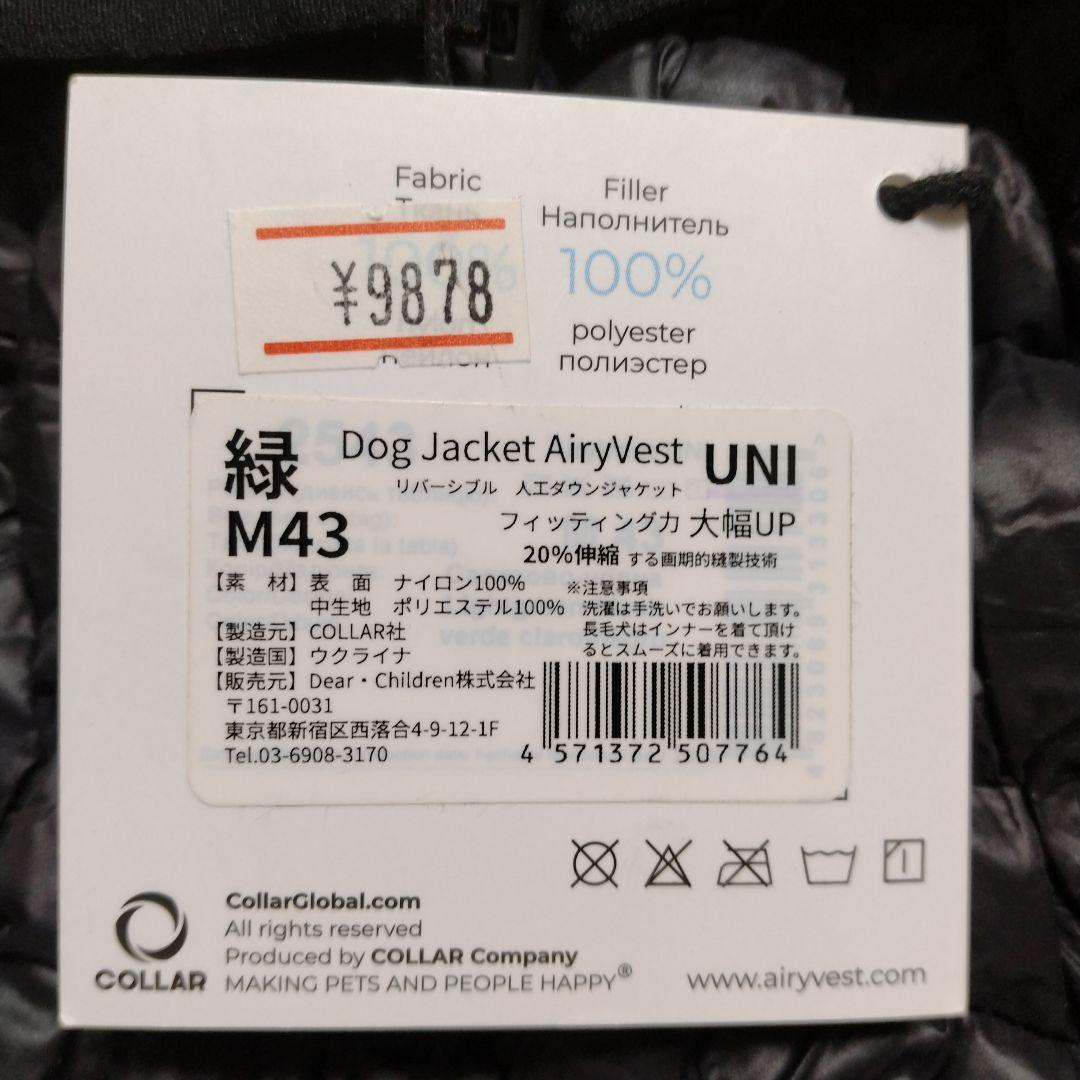 Fabric
Filler
Наполнитель
100%
polyester
полиэстер
¥9878
緑
M43
Dog Jacket AiryVest UNI
リバーシブル 人工ダウンジャケット
フィッティング力 大幅UP
20%伸縮 する画期的縫製技術
【素 材】表 面 ナイロン100%
中生地 ポリエステル100%
【製造元】COLLAR社
【製造国】ウクライナ
【販売元】Dear・Children株式会社
〒161-0031
東京都新宿区西落合4-9-12-1F
Tel.03-6908-3170
※注意事項
洗濯は手洗いでお願いします。
長毛犬はインナーを着て頂け
るとスムーズに着用できます。
4 571372 507764
verde claro
COLLAR
CollarGlobal.com
All rights reserved
Produced by COLLAR Company
MAKING PETS AND PEOPLE HAPPY®
www.airyvest.com